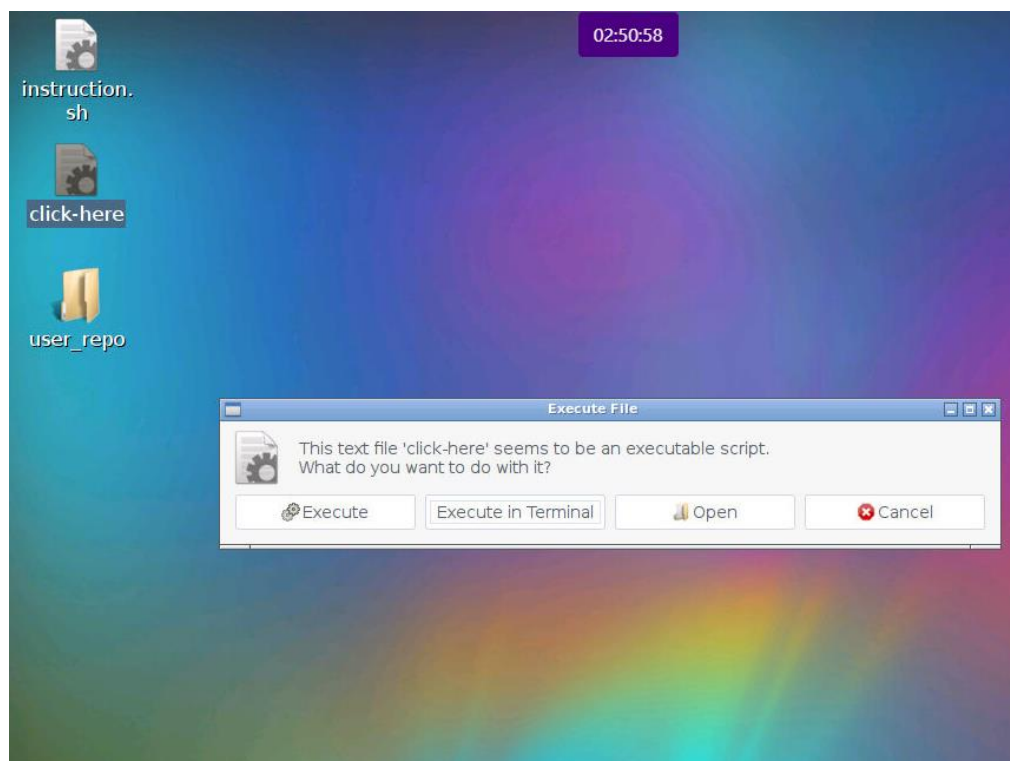 02:50:58
instruction.
sh
click-here
user_repo
Execute File
This text file 'click-here' seems to be an executable script.
What do you want to do with it?
Execute
Execute in Terminal
Open
Cancel